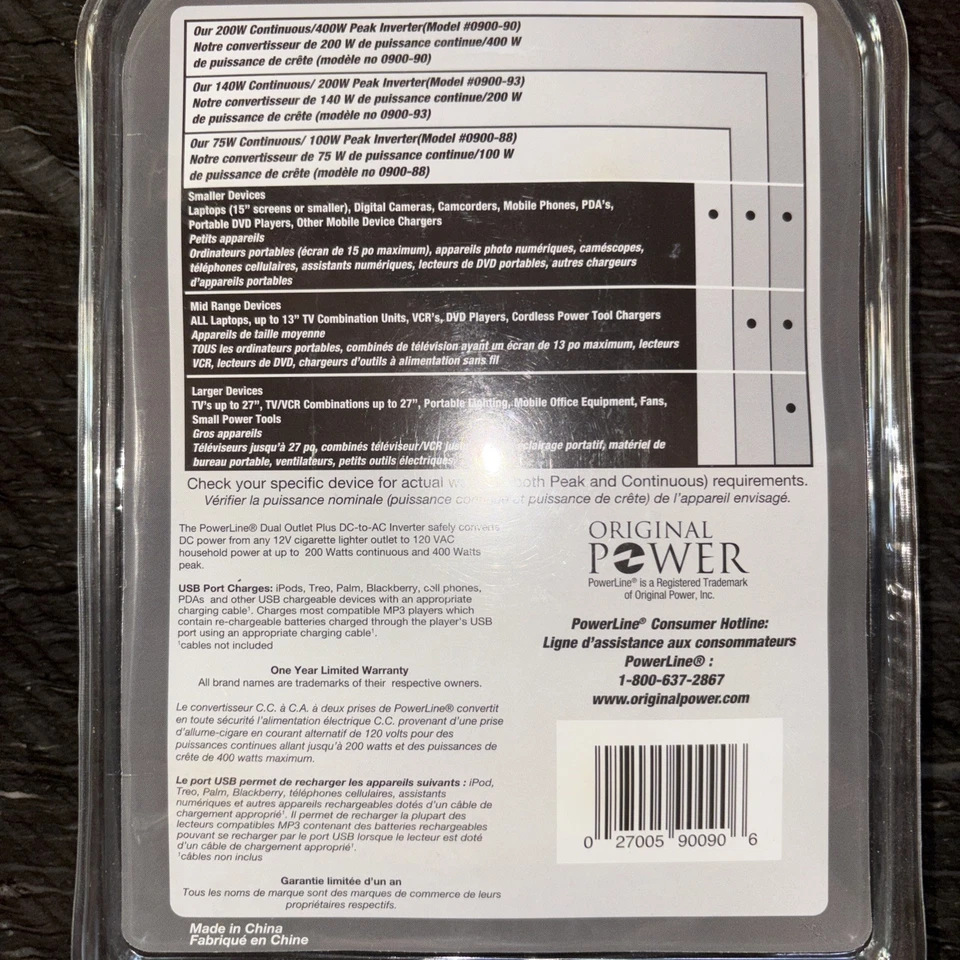 Our 200W Continuous/400W Peak Inverter(Model #0900-90)
Notre convertisseur de 200 W de puissance continue/400 W
de puissance de crête (modèle no 0900-90)
Our 140W Continuous/ 200W Peak Inverter(Model #0900-93)
Notre convertisseur de 140 W de puissance continue/200 W
de puissance de crête (modèle no 0900-93)
Our 75W Continuous/ 100W Peak Inverter(Model #0900-88)
Notre convertisseur de 75 W de puissance continue/100 W
de puissance de crête (modèle no 0900-88)
Smaller Devices
Laptops (15” screens or smaller), Digital Cameras, Camcorders, Mobile Phones, PDA's,
Portable DVD Players, Other Mobile Device Chargers
Petits appareils
Ordinateurs portables (écran de 15 po maximum), appareils photo numériques, caméscopes,
téléphones cellulaires, assistants numériques, lecteurs de DVD portables, autres chargeurs
d'appareils portables
Mid Range Devices
ALL Laptops, up to 13” TV Combination Units, VCR's, DVD Players, Cordless Power Tool Chargers
Appareils de taille moyenne
TOUS les ordinateurs portables, combinés de télévision ayant un écran de 13 po maximum, lecteurs
VCR, lecteurs de DVD, chargeurs d'outils à alimentation sans fil
Larger Devices
TV's up to 27”, TV/VCR Combinations up to 27”, Portable Lighting, Mobile Office Equipment, Fans,
Small Power Tools
Gros appareils
Téléviseurs jusqu'à 27 po, combinés téléviseur/VCR éclairage portatif, matériel de
bureau portable, ventilateurs, petits outils électriques
Check your specific device for actual both Peak and Continuous) requirements.
Vérifier la puissance nominale (puissance et puissance de crête) de l'appareil envisagé.
The PowerLine® Dual Outlet Plus DC-to-AC Inverter safely converts
DC power from any 12V cigarette lighter outlet to 120 VAC
household power at up to 200 Watts continuous and 400 Watts
peak.
USB Port Charges: iPods, Treo, Palm, Blackberry, cell phones,
PDAs and other USB chargeable devices with an appropriate
charging cable¹. Charges most compatible MP3 players which
contain re-chargeable batteries charged through the player's USB
port using an appropriate charging cable¹.
¹cables not included
One Year Limited Warranty
All brand names are trademarks of their respective owners.
Le convertisseur C.C. à C.A. à deux prises de PowerLine® convertit
en toute sécurité l'alimentation électrique C.C. provenant d'une prise
d'allume-cigare en courant alternatif de 120 volts pour des
puissances continues allant jusqu'à 200 watts et des puissances de
crête de 400 watts maximum.
Le port USB permet de recharger les appareils suivants : iPod,
Treo, Palm, Blackberry, téléphones cellulaires, assistants
numériques et autres appareils rechargeables dotés d'un câble de
chargement approprié¹. Il permet de recharger la plupart des
lecteurs compatibles MP3 contenant des batteries rechargeables
pouvant se recharger par le port USB lorsque le lecteur est doté
d'un câble de chargement approprié¹.
¹câbles non inclus
Garantie limitée d'un an
Tous les noms de marque sont des marques de commerce de leurs
propriétaires respectifs.
ORIGINAL
POWER
PowerLine® is a Registered Trademark
of Original Power, Inc.
PowerLine® Consumer Hotline:
Ligne d'assistance aux consommateurs
PowerLine® :
1-800-637-2867
www.originalpower.com
0 27005 90090 6
Made in China
Fabriqué en Chine